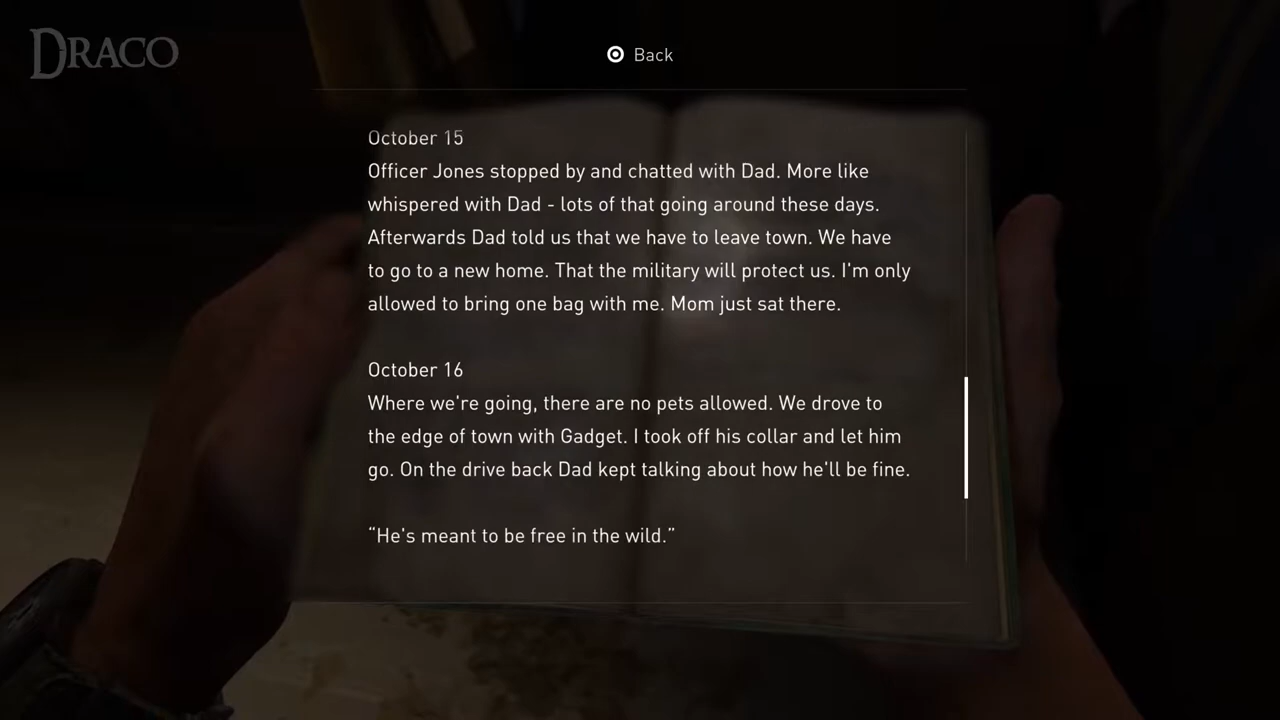 DRACO
Back
October 15
Officer Jones stopped by and chatted with Dad. More like
whispered with Dad - lots of that going around these days.
Afterwards Dad told us that we have to leave town. We have
to go to a new home. That the military will protect us. I'm only
allowed to bring one bag with me. Mom just sat there.
October 16
Where we're going, there are no pets allowed. We drove to
the edge of town with Gadget. I took off his collar and let him
go. On the drive back Dad kept talking about how he'll be fine.
“He's meant to be free in the wild.”